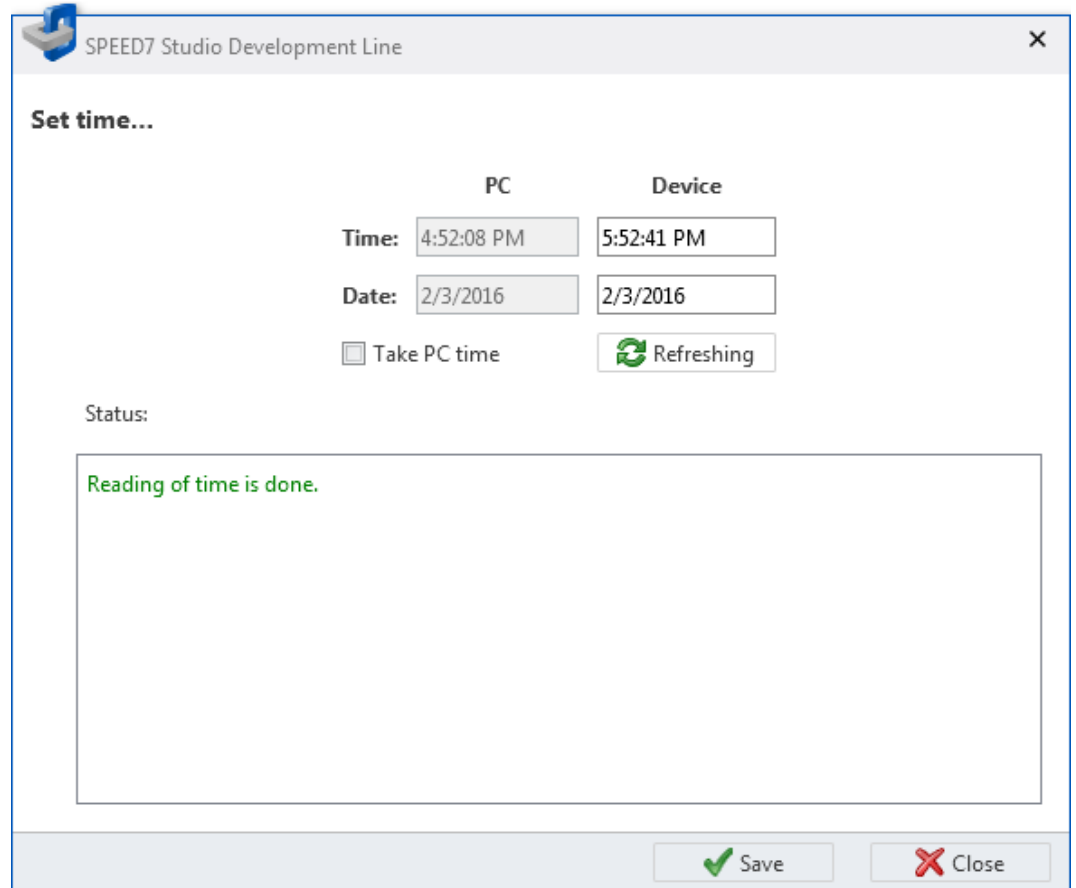 SPEED7 Studio Development Line
Set time...
PC Device
Time: 4:52:08 PM 5:52:41 PM
Date: 2/3/2016 2/3/2016
Take PC time Refreshing
Status:
Reading of time is done.
Save Close